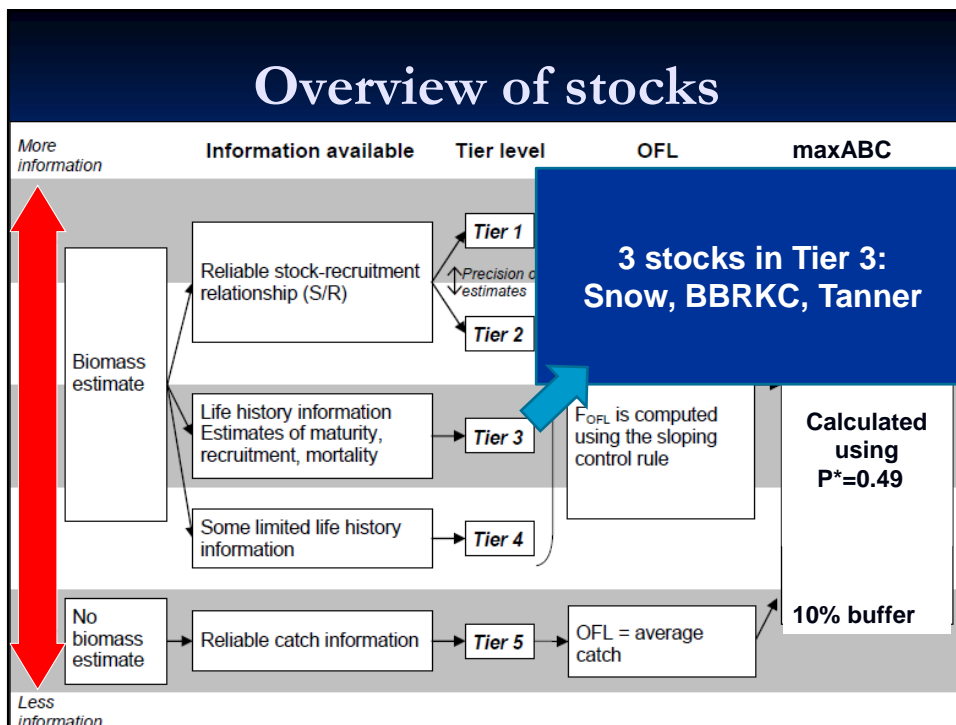 Overview of stocks
More
information
Information available
Tier level
OFL
maxABC
Biomass
estimate
Reliable stock-recruitment
relationship (S/R)
Tier 1
Precision o
estimates
Tier 2
3 stocks in Tier 3:
Snow, BBRKC, Tanner
Life history information
Estimates of maturity,
recruitment, mortality
Tier 3
FOFL is computed
using the sloping
control rule
Calculated
using
P*=0.49
Some limited life history
information
Tier 4
No
biomass
estimate
Reliable catch information
Tier 5
OFL = average
catch
10% buffer
Less
information